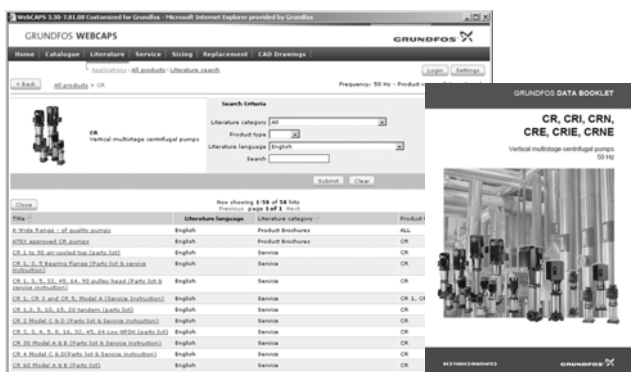 WebCAPS 3.30-7.01.00 Customized for Grundfos - Microsoft Internet Explorer provided by Grundfos
GRUNDFOS WEBCAPS
GRUNDFOS
Home Catalogue Literature Service Sizing Replacement CAD Drawings
Applications · All products · Literature search
Login Settings
< Back All products > CR
Frequency: 50 Hz - Product
Search Criteria
Literature category All
CR
Vertical multistage centrifugal pumps
Product type
Literature language English
Search
Submit Clear
Close
Now showing 1-58 of 58 hits
Previous page 1 of 1 Next
Title Literature language Literature category Product
A Wide Range - of quality pumps English Product Brochures ALL
ATEX approved CR pumps English Product Brochures CR
CR 1 to 90 air-cooled top (parts list) English Service CR
CR 1, 3, 5 Bearing flange (Parts list & service instruction) English Service CR
CR 1, 3, 5, 32, 45, 64, 90 pulley head (Parts list & service instruction) English Service CR
CR 1, CR 3 and CR 5, Model A (Service Instruction) English Service CR 1, CR
CR 1,3, 5, 10, 15, 20 tandem (parts list) English Service CR
CR 2 Model C & D (Parts list & Service instruction) English Service CR
CR 2, 3, 4, 5, 8, 16, 32, 45, 64 Low NPSH (parts list) English Service CR
CR 30 Model A & B (Parts list & Service instruction) English Service CR
CR 4 Model C & D(Parts list & Service instruction) English Service CR
CR 60 Model A & B (Parts list) English Service CR
GRUNDFOS DATA BOOKLET
CR, CRI, CRN,
CRE, CRIE, CRNE
Vertical multistage centrifugal pumps
50 Hz
BE>THINK>INNOVATE>
GRUNDFOS